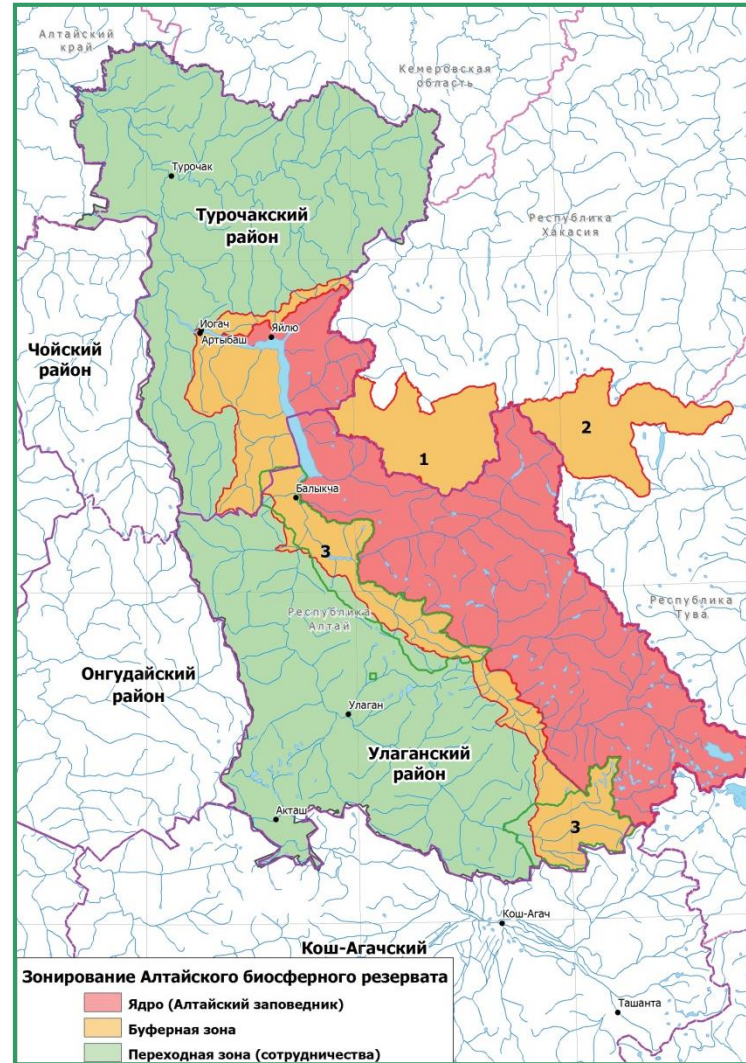 Алтайский
край
Кемеровская
область
Турочак
Турочакский
район
Республика
Хакасия
Иогач
Яйлю
Артыбаш
Чойский
район
1
2
Балыкча
3
Республика
Алтай
Республика
Тува
Онгудайский
район
Улаган
Улаганский
район
Акташ
3
Кош-Агач
Кош-Агачский
Зонирование Алтайского биосферного резервата
Ядро (Алтайский заповедник)
Буферная зона
Переходная зона (сотрудничества)
Ташанта